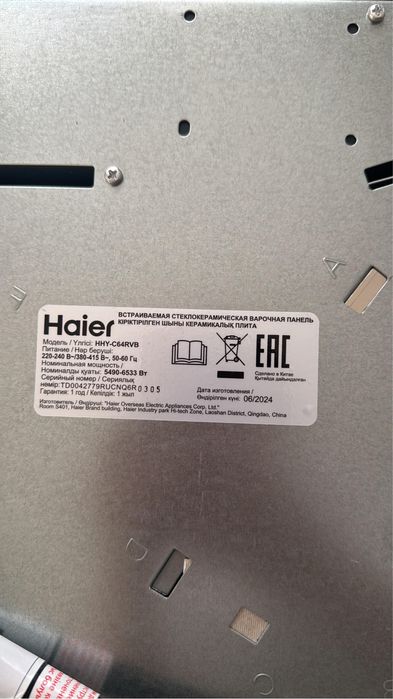 A
H
Haier
ВСТРАИВАЕМАЯ СТЕКЛОКЕРАМИЧЕСКАЯ ВАРОЧНАЯ ПАНЕЛЬ
КІРІКТІРІЛГЕН ШЫНЫ КЕРАМИКАЛЫҚ ПЛИТА
Модель / Үлгісі: HHY-C64RVB
Питание / Нәр беруші:
220-240 В~/380-415 В~, 50-60 Гц
Номинальная мощность /
Номиналды қуаты: 5490-6533 Вт
Серийный номер / Сериялық
нөмір: TD0042779RUCNQ6R0305
Гарантия: 1 год / Кепілдік: 1 жыл
EAC
Сделано в Китае
Қытайда дайындалған
Дата изготовления /
Өндірілген күні: 06/2024
Изготовитель / Өндіруші: "Haier Overseas Electric Appliances Corp. Ltd."
Room S401, Haier Brand building, Haier Industry park Hi-tech Zone, Laoshan District, Qingdao, China
D
C